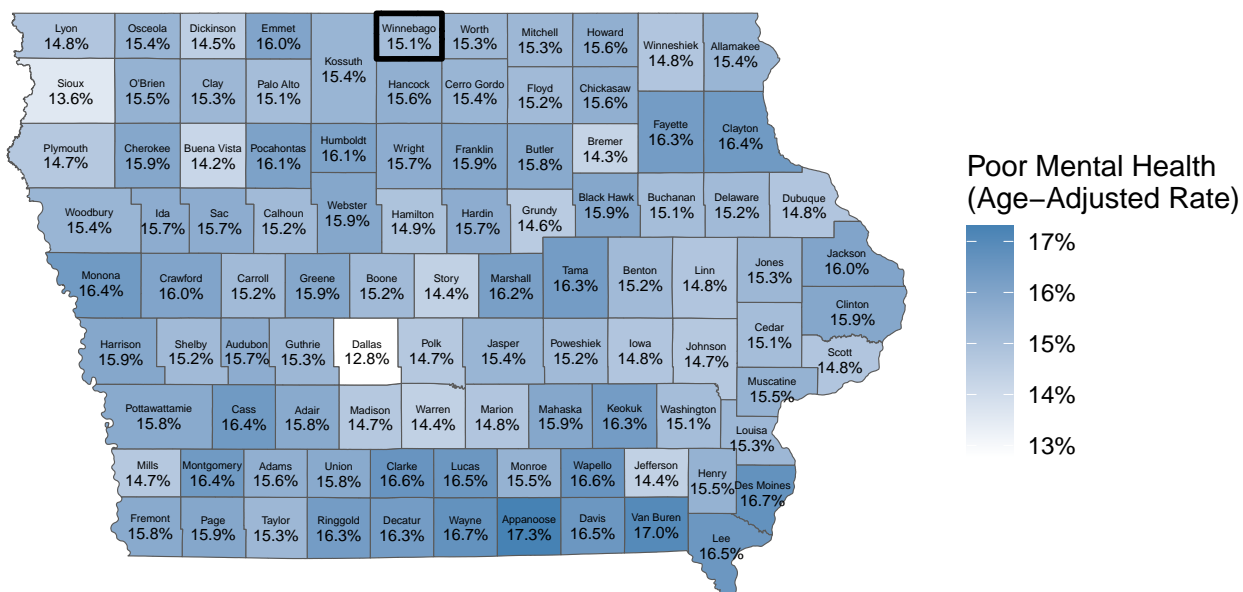 Lyon
14.8%
Osceola
15.4%
Dickinson
14.5%
Emmet
16.0%
Winnebago
15.1%
Worth
15.3%
Mitchell
15.3%
Howard
15.6%
Winneshiek
14.8%
Allamakee
15.4%
Kossuth
15.4%
Sioux
13.6%
O'Brien
15.5%
Clay
15.3%
Palo Alto
15.1%
Hancock
15.6%
Cerro Gordo
15.4%
Floyd
15.2%
Chickasaw
15.6%
Fayette
16.3%
Clayton
16.4%
Plymouth
14.7%
Cherokee
15.9%
Buena Vista
14.2%
Pocahontas
16.1%
Humboldt
16.1%
Wright
15.7%
Franklin
15.9%
Butler
15.8%
Bremer
14.3%
Woodbury
15.4%
Ida
15.7%
Sac
15.7%
Calhoun
15.2%
Webster
15.9%
Hamilton
14.9%
Hardin
15.7%
Grundy
14.6%
Black Hawk
15.9%
Buchanan
15.1%
Delaware
15.2%
Dubuque
14.8%
Monona
16.4%
Crawford
16.0%
Carroll
15.2%
Greene
15.9%
Boone
15.2%
Story
14.4%
Marshall
16.2%
Tama
16.3%
Benton
15.2%
Linn
14.8%
Jones
15.3%
Jackson
16.0%
Clinton
15.9%
Harrison
15.9%
Shelby
15.2%
Audubon
15.7%
Guthrie
15.3%
Dallas
12.8%
Polk
14.7%
Jasper
15.4%
Poweshiek
15.2%
Iowa
14.8%
Johnson
14.7%
Cedar
15.1%
Scott
14.8%
Muscatine
15.5%
Pottawattamie
15.8%
Cass
16.4%
Adair
15.8%
Madison
14.7%
Warren
14.4%
Marion
14.8%
Mahaska
15.9%
Keokuk
16.3%
Washington
15.1%
Louisa
15.3%
Mills
14.7%
Montgomery
16.4%
Adams
15.6%
Union
15.8%
Clarke
16.6%
Lucas
16.5%
Monroe
15.5%
Wapello
16.6%
Jefferson
14.4%
Henry
15.5%
Des Moines
16.7%
Fremont
15.8%
Page
15.9%
Taylor
15.3%
Ringgold
16.3%
Decatur
16.3%
Wayne
16.7%
Appanoose
17.3%
Davis
16.5%
Van Buren
17.0%
Lee
16.5%
Poor Mental Health
(Age−Adjusted Rate)
17%
16%
15%
14%
13%